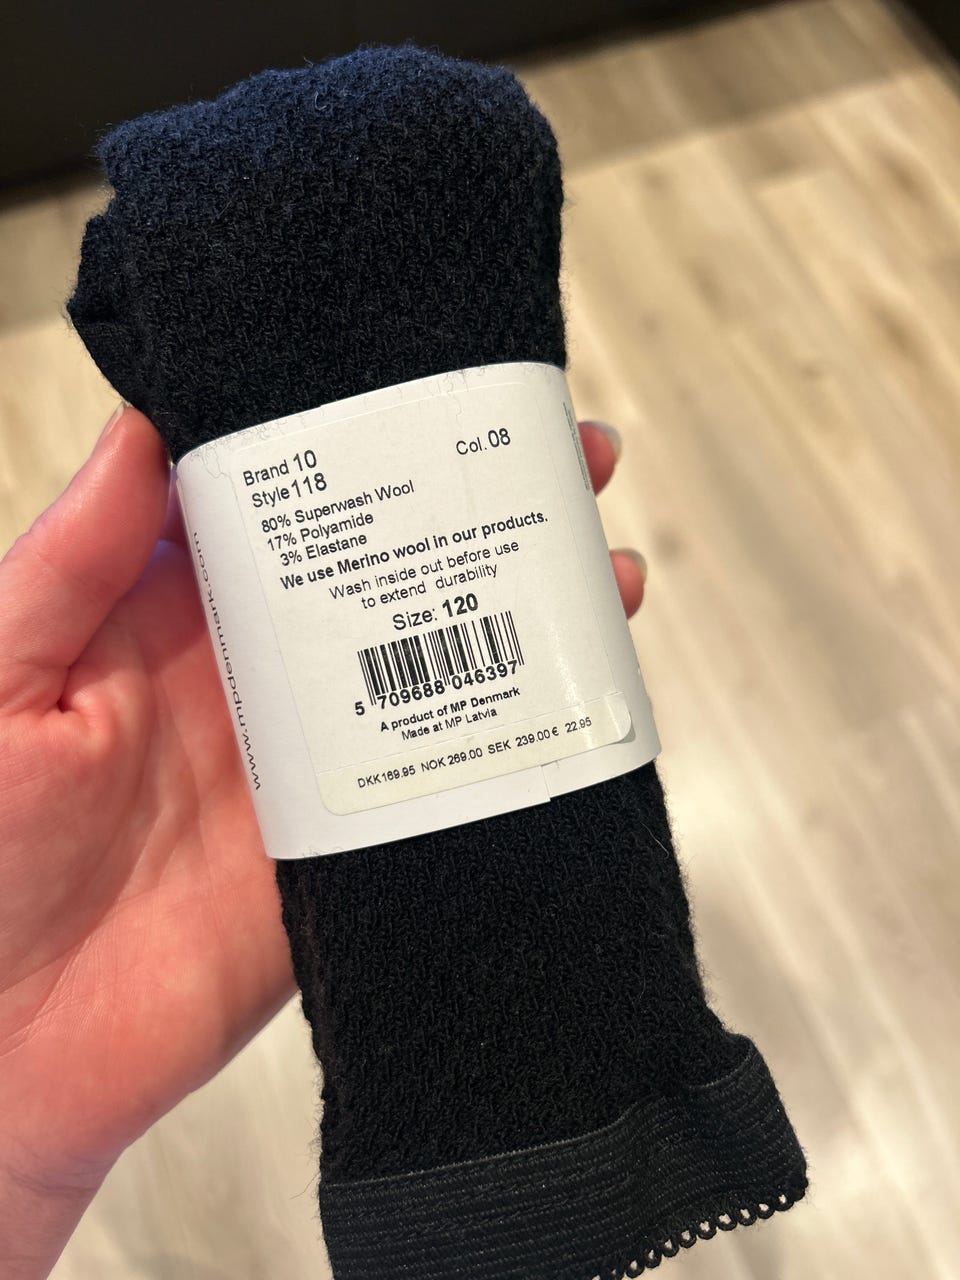 Brand 10
Col. 08
Style 118
80% Superwash Wool
17% Polyamide
3% Elastane
We use Merino wool in our products.
Wash inside out before use
to extend durability
Size: 120
5 709688 046397
A product of MP Denmark
Made at MP Latvia
DKK169.95 NOK 269.00 SEK 239.00 € 22.95
www.mpdenmark.com